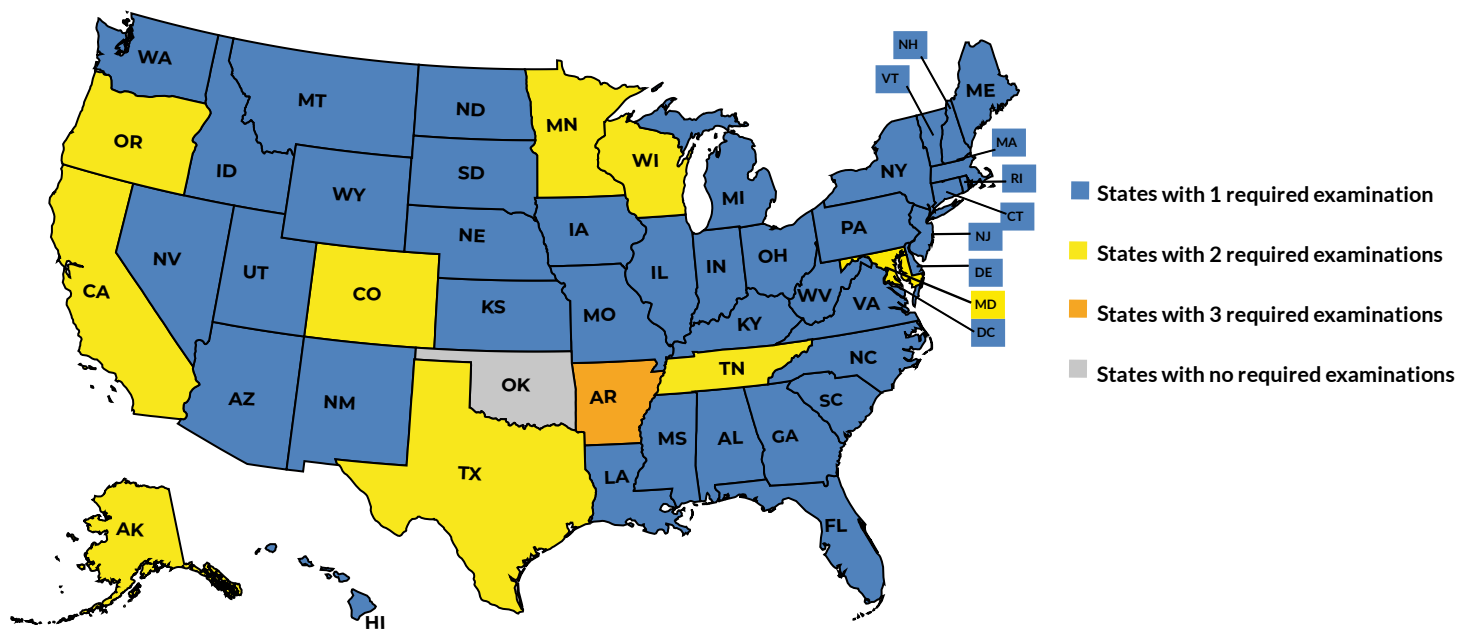 WA
MT
ND
MN
OR
ID
WY
SD
WI
MI
NY
ME
NH
VT
MA
RI
CT
NJ
DE
MD
DC
NV
UT
CA
CO
NE
IA
IL
IN
OH
PA
KS
MO
WV
VA
KY
NC
TN
AZ
NM
OK
AR
SC
MS
AL
GA
TX
LA
FL
AK
HI
States with 1 required examination
States with 2 required examinations
States with 3 required examinations
States with no required examinations